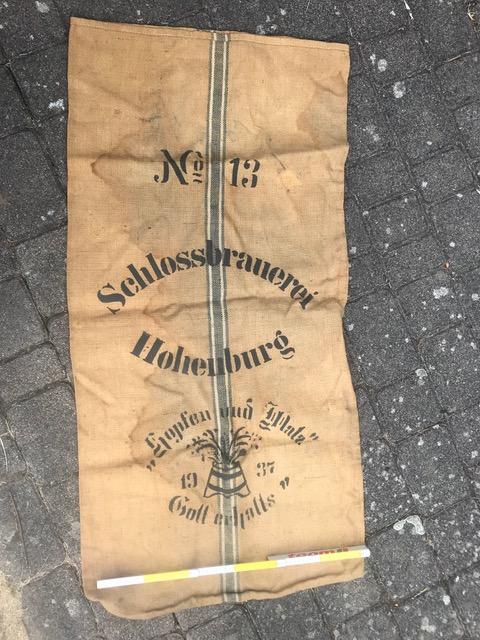 No 13
Schlossbrauerei
Hohenburg
„Hopfen und Malz"
19 37
Gott erhalts"